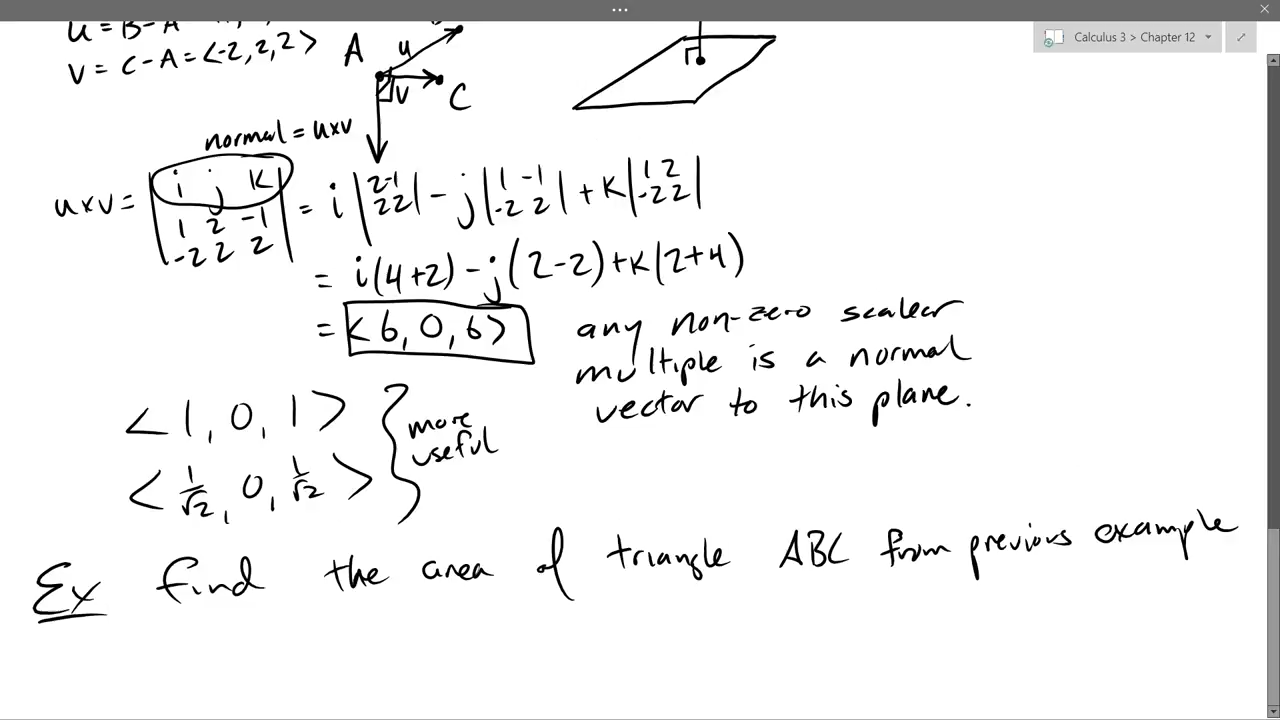 ...
Calculus 3 > Chapter 12
u = B-A
v = C-A = <-2, 2, 2>
A
u
v
C
normal = uxv
uxv = | i j k | = i |2 -1| - j |1 -1| + k |1 2|
| 1 2 -1 | |2 2| |-2 2| |-2 2|
| -2 2 2 |
= i(4+2) - j(2-2) + k(2+4)
= <6, 0, 6>
any non-zero scaler
multiple is a normal
vector to this plane.
<1, 0, 1>
<1/√2, 0, 1/√2>
more
useful
Ex find the area of triangle ABC from previous example